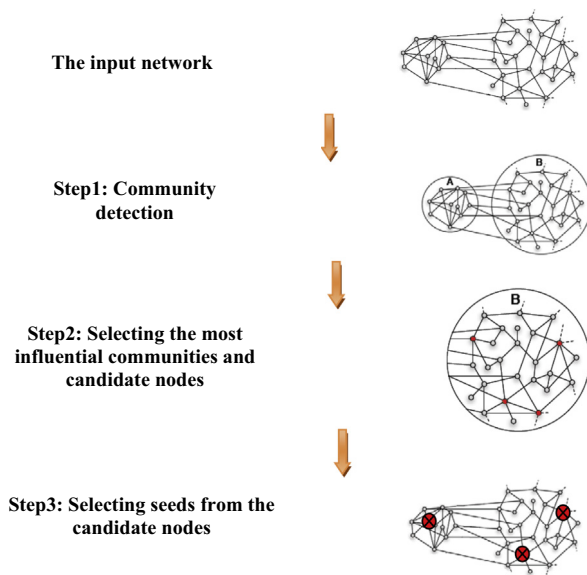 The input network
Step1: Community
detection
A
B
Step2: Selecting the most
influential communities and
candidate nodes
B
Step3: Selecting seeds from the
candidate nodes